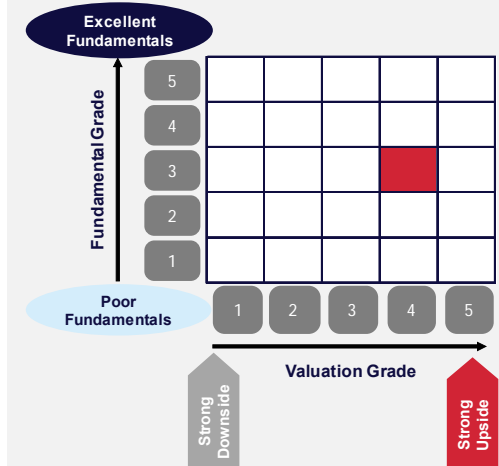 Excellent
Fundamentals
Fundamental Grade
5
4
3
2
1
Poor
Fundamentals
1
2
3
4
5
Valuation Grade
Strong
Downside
Strong
Upside